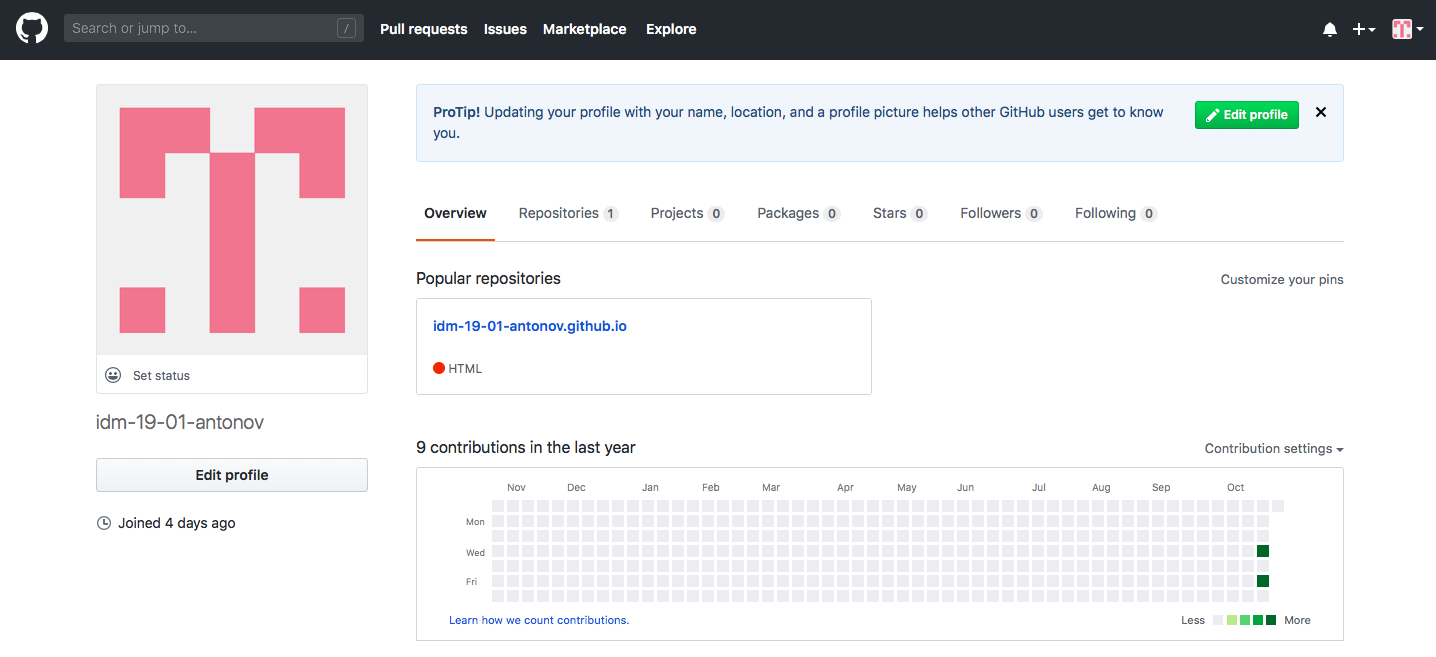 Search or jump to... / Pull requests Issues Marketplace Explore
ProTip! Updating your profile with your name, location, and a profile picture helps other GitHub users get to know
you.
Edit profile
Overview Repositories 1 Projects 0 Packages 0 Stars 0 Followers 0 Following 0
Popular repositories Customize your pins
idm-19-01-antonov.github.io
HTML
Set status
idm-19-01-antonov
Edit profile
Joined 4 days ago
9 contributions in the last year Contribution settings
Nov Dec Jan Feb Mar Apr May Jun Jul Aug Sep Oct
Mon
Wed
Fri
Learn how we count contributions. Less More